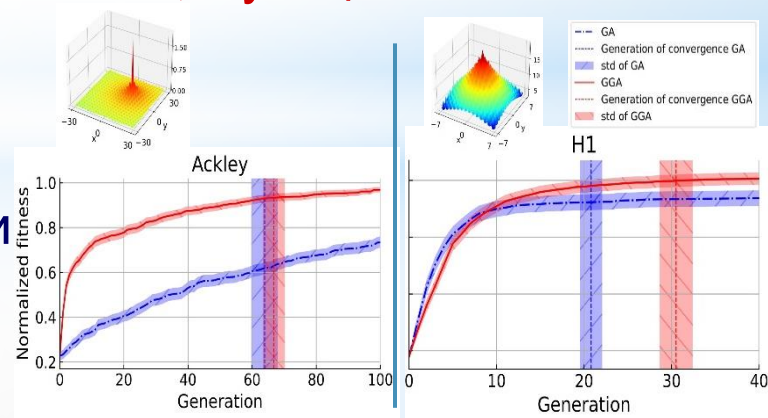 1.50
0.75
0.00
30
0 y
-30
-30
x 0
30
15
10
5
7
0 y
-7
-7
x 0
7
GA
Generation of convergence GA
std of GA
GGA
Generation of convergence GGA
std of GGA
Ackley
Normalized fitness
1.0
0.8
0.6
0.4
0.2
0 20 40 60 80 100
Generation
H1
0 10 20 30 40
Generation